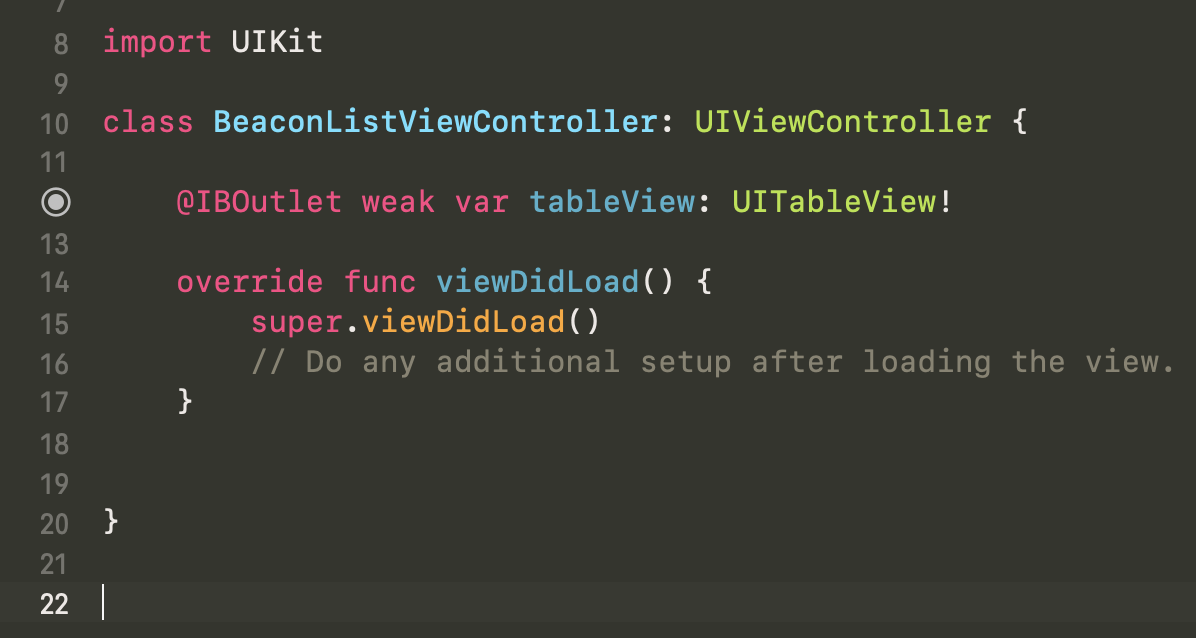 7
8 import UIKit
9
10 class BeaconListViewController: UIViewController {
11
@IBOutlet weak var tableView: UITableView!
13
14 override func viewDidLoad() {
15 super.viewDidLoad()
16 // Do any additional setup after loading the view.
17 }
18
19
20 }
21
22